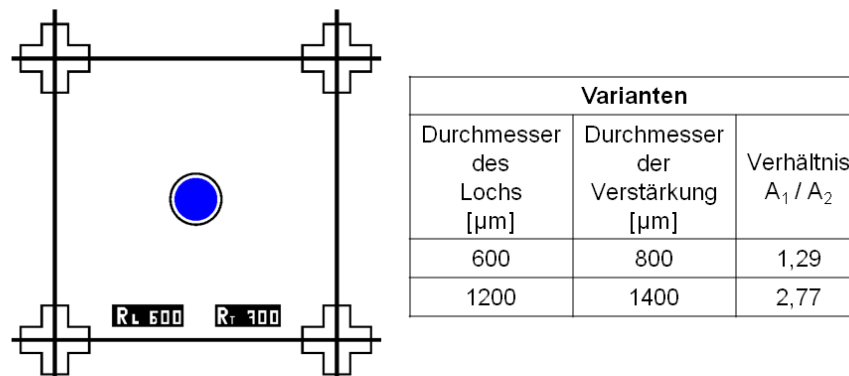 Varianten
Durchmesser
des
Lochs
[µm]
Durchmesser
der
Verstärkung
[µm]
Verhältnis
A₁ / A₂
600 800 1,29
1200 1400 2,77
RL 600 RT 700